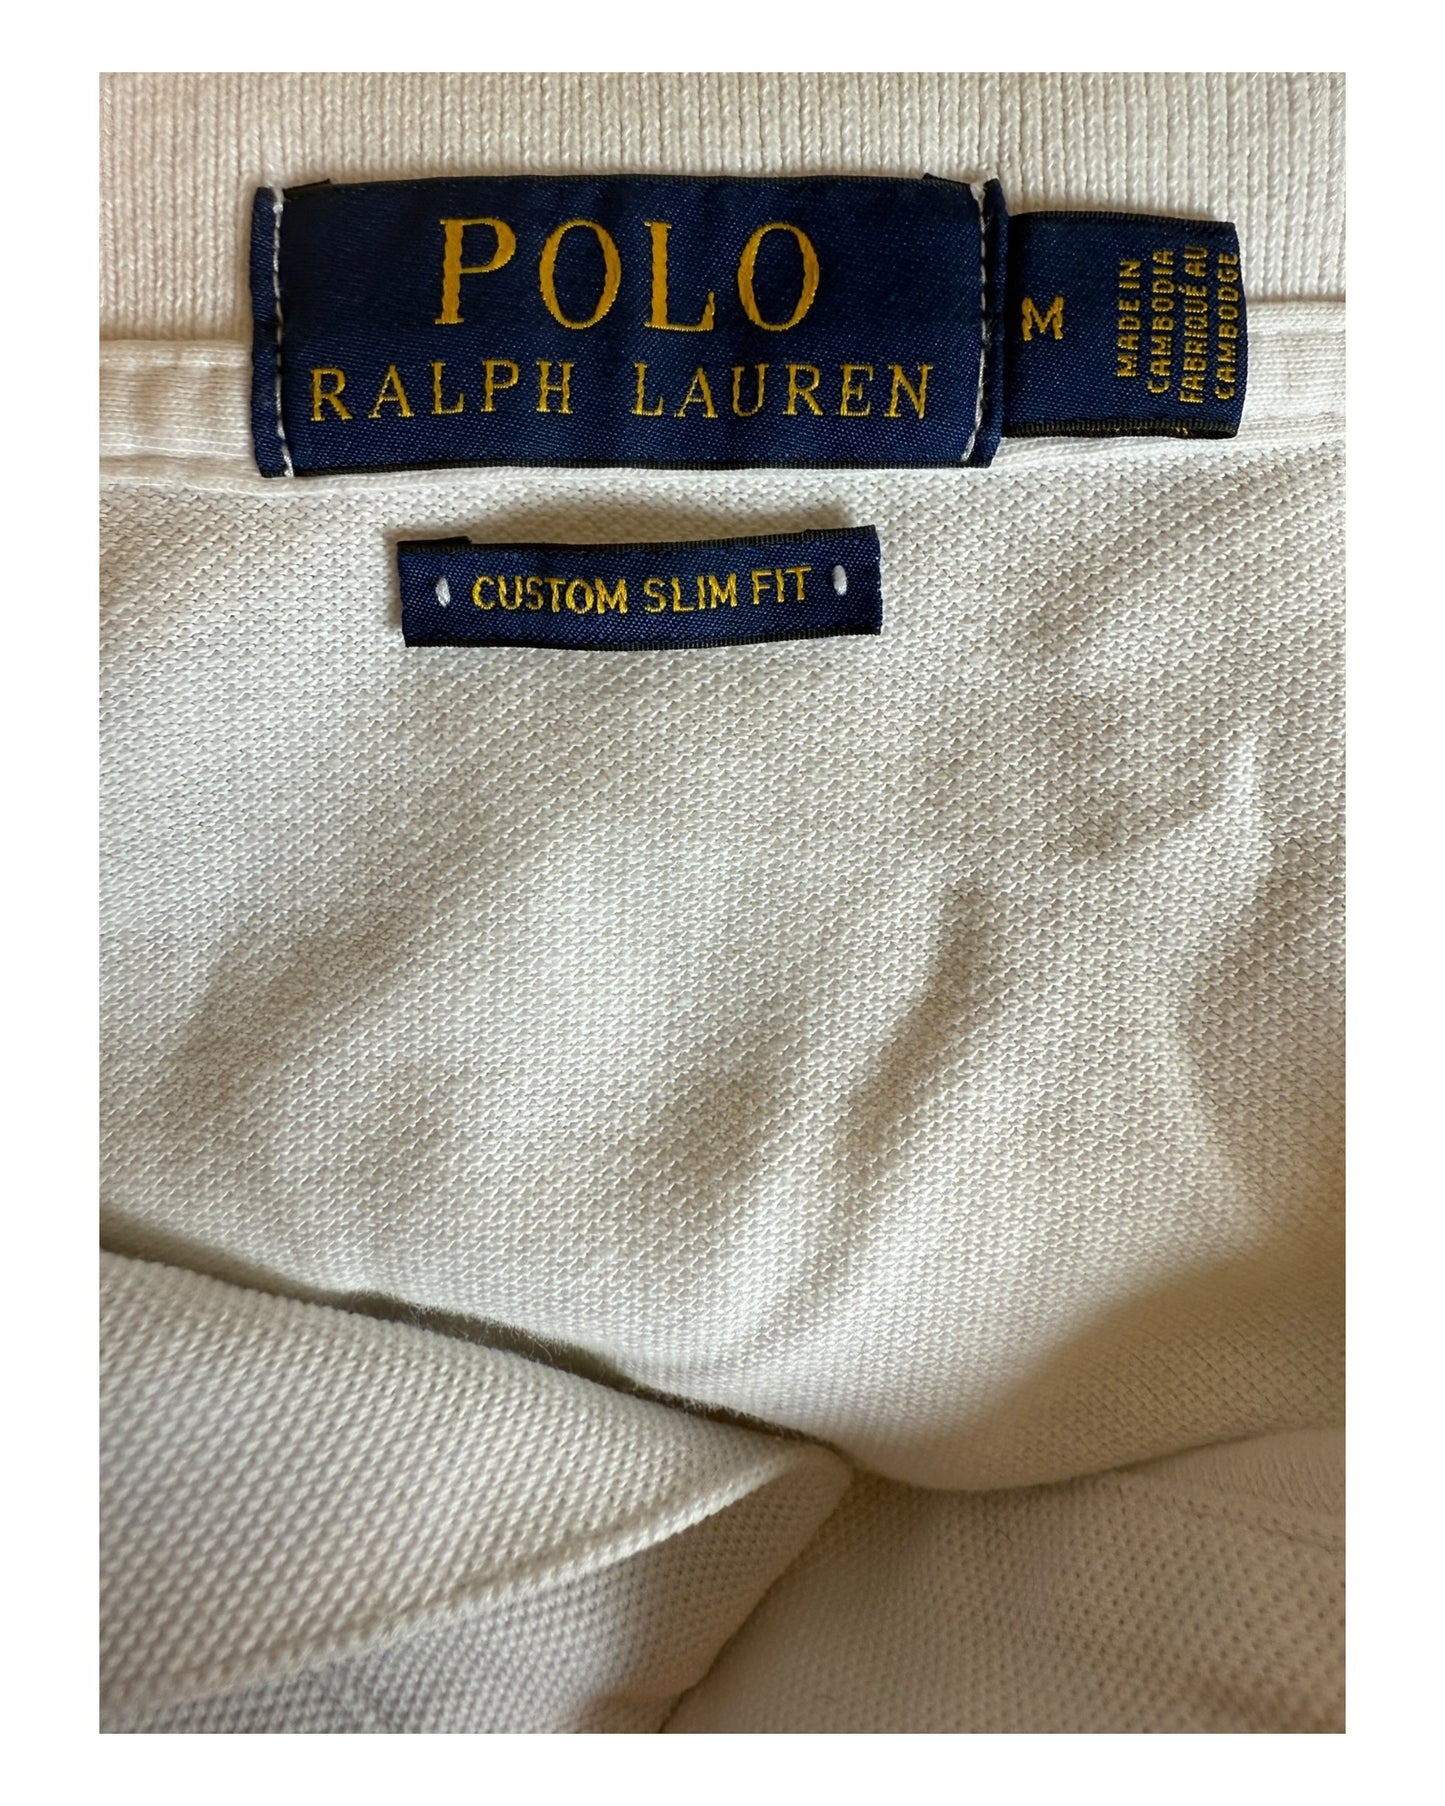 POLO
RALPH LAUREN
M
MADE IN
CAMBODIA
FABRIQUÉ AU
CAMBODGE
CUSTOM SLIM FIT